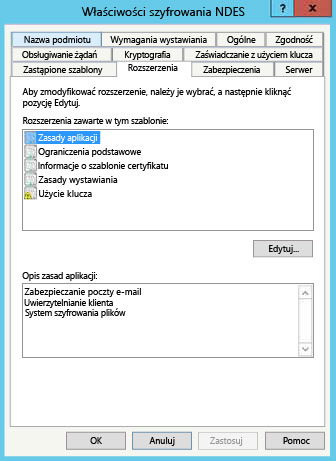 Właściwości szyfrowania NDES
?
x
Nazwa podmiotu
Wymagania wystawiania
Ogólne
Zgodność
Obsługiwanie żądań
Kryptografia
Zaświadczanie z użyciem klucza
Zastąpione szablony
Rozszerzenia
Zabezpieczenia
Serwer
Aby zmodyfikować rozszerzenie, należy je wybrać, a następnie kliknąć
pozycję Edytuj.
Rozszerzenia zawarte w tym szablonie:
Zasady aplikacji
Ograniczenia podstawowe
Informacje o szablonie certyfikatu
Zasady wystawiania
Użycie klucza
Edytuj...
Opis zasad aplikacji:
Zabezpieczanie poczty e-mail
Uwierzytelnianie klienta
System szyfrowania plików
OK
Anuluj
Zastosuj
Pomoc